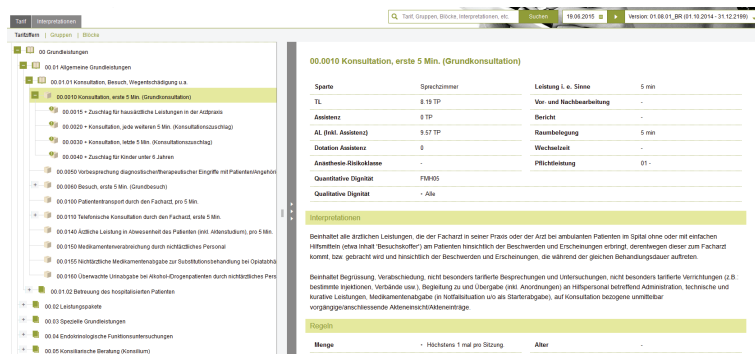 Tarif
Interpretationen
Tarif, Gruppen, Blöcke, Interpretationen, etc.
Suchen
19.06.2015
Version: 01.08.01_BR (01.10.2014 - 31.12.2199)
Tarifziffern | Gruppen | Blöcke
00 Grundleistungen
00.01 Allgemeine Grundleistungen
00.01.01 Konsultation, Besuch, Wegentschädigung u.a.
00.0010 Konsultation, erste 5 Min. (Grundkonsultation)
00.0015 + Zuschlag für hausärztliche Leistungen in der Arztpraxis
00.0020 + Konsultation, jede weiteren 5 Min. (Konsultationszuschlag)
00.0030 + Konsultation, letzte 5 Min. (Konsultationszuschlag)
00.0040 + Zuschlag für Kinder unter 6 Jahren
00.0050 Vorbesprechung diagnostischer/therapeutischer Eingriffe mit Patienten/Angehöri
00.0060 Besuch, erste 5 Min. (Grundbesuch)
00.0100 Patiententransport durch den Facharzt, pro 5 Min.
00.0110 Telefonische Konsultation durch den Facharzt, erste 5 Min.
00.0140 Ärztliche Leistung in Abwesenheit des Patienten (inkl. Aktenstudium), pro 5 Min.
00.0150 Medikamentenverabreichung durch nichtärztliches Personal
00.0155 Nichtärztliche Medikamentenabgabe zur Substitutionsbehandlung bei Opiatabhä
00.0160 Überwachte Urinabgabe bei Alkohol-/Drogenpatienten durch nichtärztliches Pers
00.01.02 Betreuung des hospitalisierten Patienten
00.02 Leistungspakete
00.03 Spezielle Grundleistungen
00.04 Endokrinologische Funktionsuntersuchungen
00.05 Konsiliarische Beratung (Konsilium)
00.0010 Konsultation, erste 5 Min. (Grundkonsultation)
Sparte Sprechzimmer Leistung i. e. Sinne 5 min
TL 8.19 TP Vor- und Nachbearbeitung -
Assistenz 0 TP Bericht -
AL (Inkl. Assistenz) 9.57 TP Raumbelegung 5 min
Dotation Assistenz 0 Wechselzeit -
Anästhesie-Risikoklasse - Pflichtleistung 01 -
Quantitative Dignität FMH05
Qualitative Dignität • Alle
Interpretationen
Beinhaltet alle ärztlichen Leistungen, die der Facharzt in seiner Praxis oder der Arzt bei ambulanten Patienten im Spital ohne oder mit einfachen
Hilfsmitteln (etwa Inhalt 'Besuchskoffer') am Patienten hinsichtlich der Beschwerden und Erscheinungen erbringt, derentwegen dieser zum Facharzt
kommt, bzw. gebracht wird und hinsichtlich der Beschwerden und Erscheinungen, die während der gleichen Behandlungsdauer auftreten.
Beinhaltet Begrüssung, Verabschiedung, nicht besonders tarifierte Besprechungen und Untersuchungen, nicht besonders tarifierte Verrichtungen (z.B.:
bestimmte Injektionen, Verbände usw.), Begleitung zu und Übergabe (inkl. Anordnungen) an Hilfspersonal betreffend Administration, technische und
kurative Leistungen, Medikamentenabgabe (in Notfallsituation u/o als Starterabgabe), auf Konsultation bezogene unmittelbar
vorgängige/anschliessende Akteneinsicht/Akteneinträge.
Regeln
Menge • Höchstens 1 mal pro Sitzung. Alter -